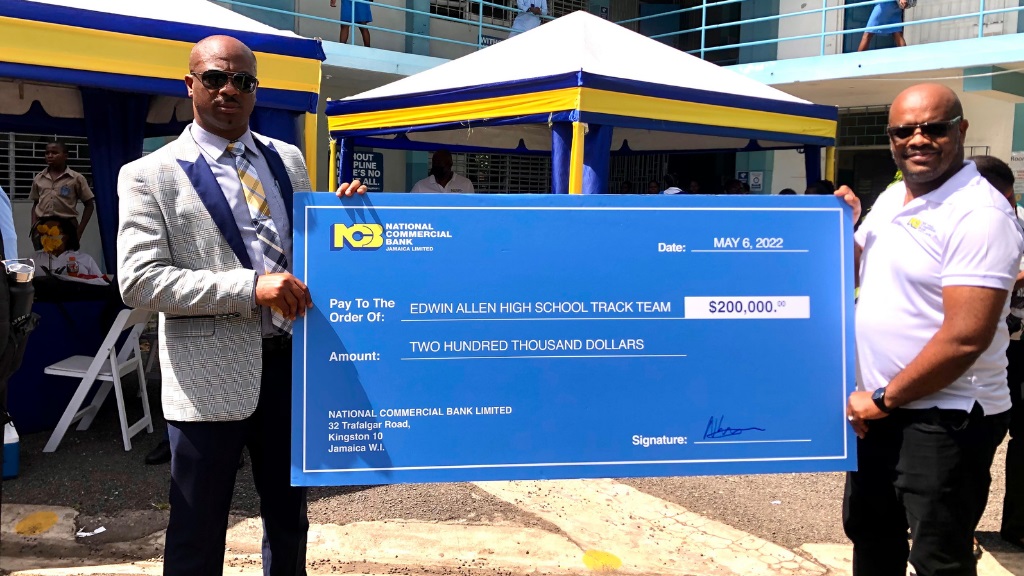 NCB
NATIONAL
COMMERCIAL
BANK
JAMAICA LIMITED
Date: MAY 6, 2022
Pay To The
Order Of:
EDWIN ALLEN HIGH SCHOOL TRACK TEAM
$200,000.00
Amount:
TWO HUNDRED THOUSAND DOLLARS
NATIONAL COMMERCIAL BANK LIMITED
32 Trafalgar Road,
Kingston 10
Jamaica W.I.
Signature: